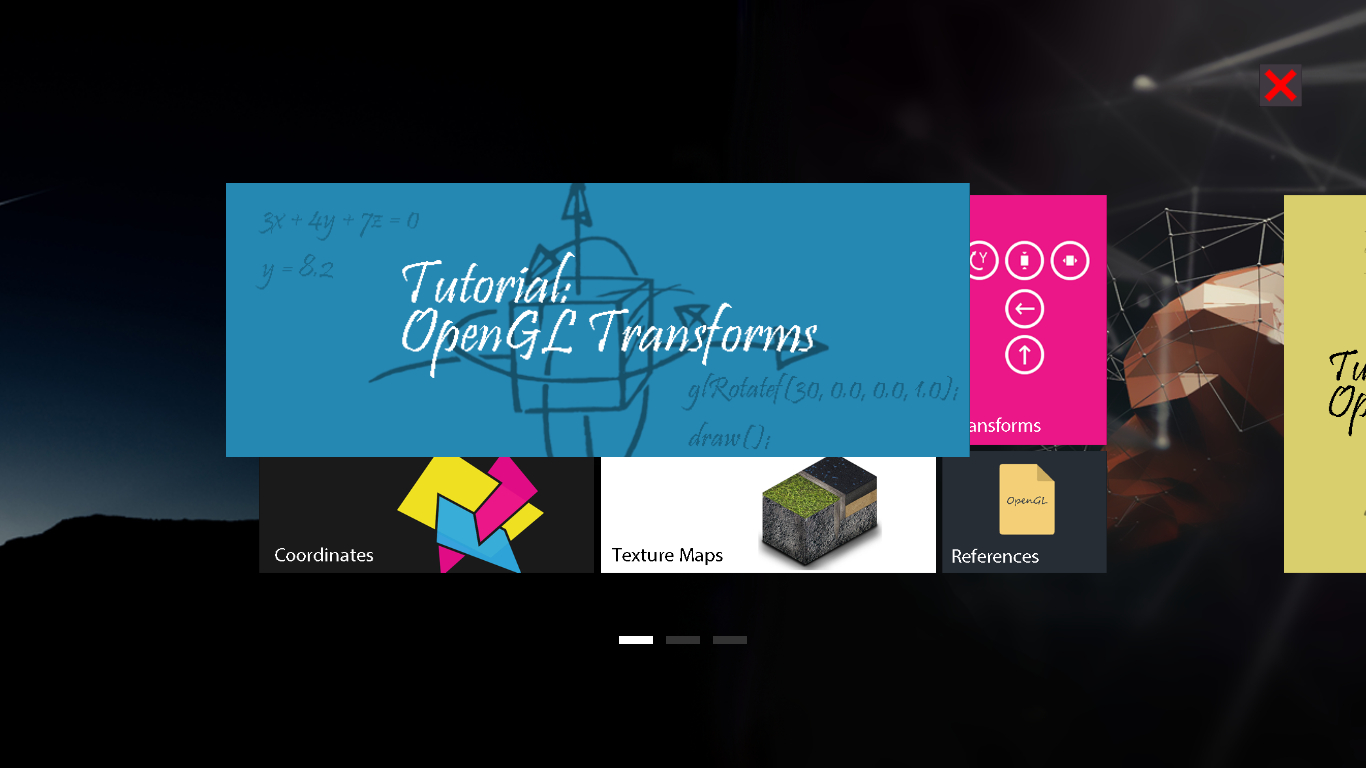 3x + 4y + 7z = 0
y = 8.2
Tutorial:
OpenGL Transforms
glRotatef(30, 0.0, 0.0, 1.0);
draw();
Y
ansforms
Tu
Op
Coordinates
Texture Maps
OpenGL
References